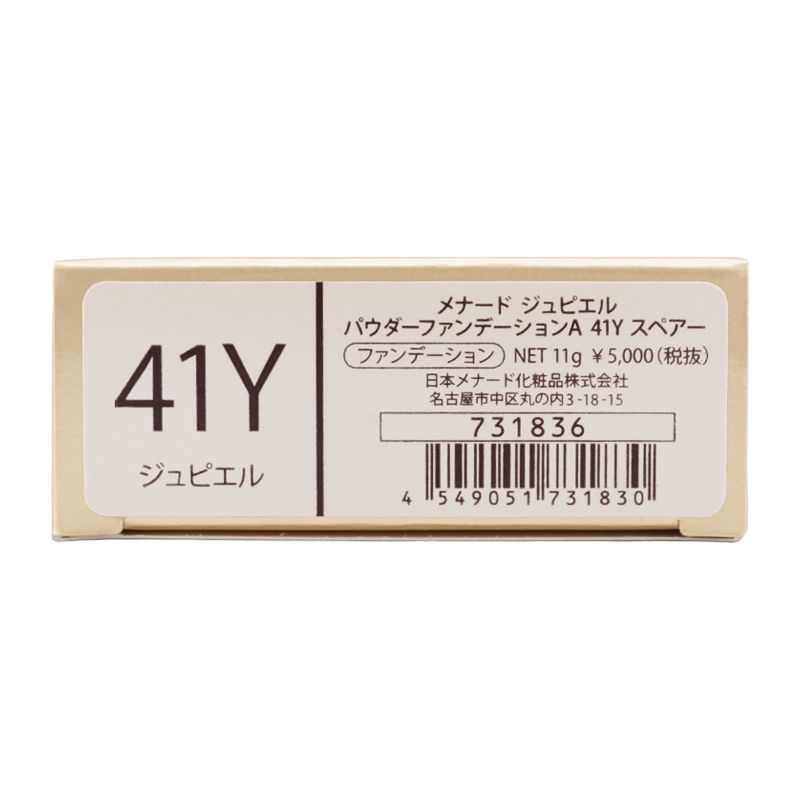 41Y
ジュピエル
メナード ジュピエル
パウダーファンデーションA 41Y スペアー
ファンデーション NET 11g ￥5,000(税抜)
日本メナード化粧品株式会社
名古屋市中区丸の内3-18-15
731836
4 549051 731830